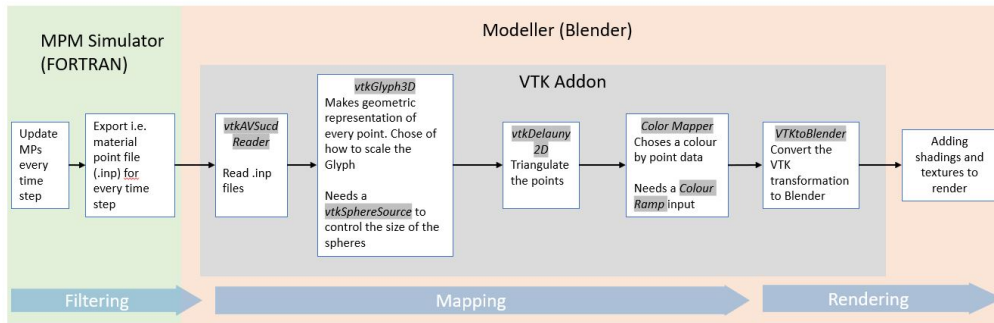 MPM Simulator
(FORTRAN)
Modeller (Blender)
VTK Addon
Update
MPs
every
time
step
Export i.e.
material
point file
(.inp) for
every time
step
vtkAVSucd
Reader
Read .inp
files
vtkGlyph3D
Makes geometric
representation of
every point. Chose of
how to scale the
Glyph
Needs a
vtkSphereSource to
control the size of the
spheres
vtkDelauny
2D
Triangulate
the points
Color Mapper
Choses a colour
by point data
Needs a Colour
Ramp input
VTKtoBlender
Convert the
VTK
transformation
to Blender
Adding
shadings and
textures to
render
Filtering
Mapping
Rendering